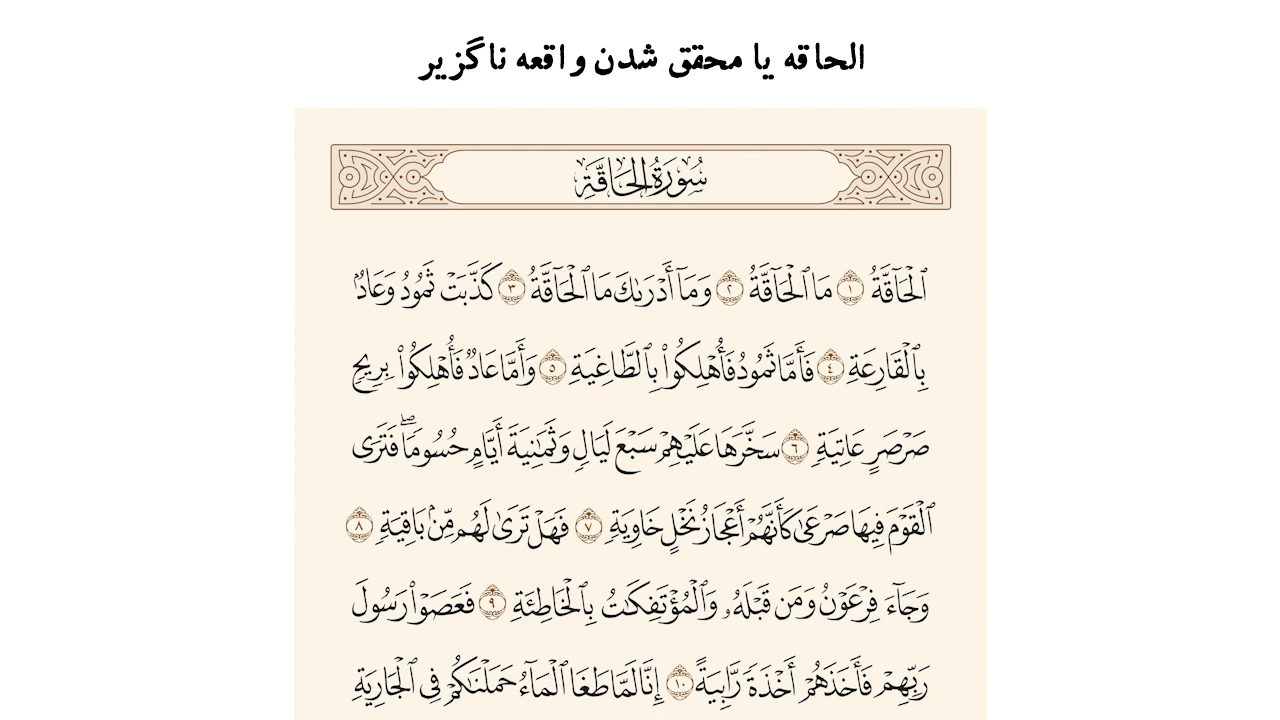 الحاقه یا محقق شدن واقعه ناگزیر
سُورَةُ الحَاقَّةِ
ٱلْحَآقَّةُ ١ مَا ٱلْحَآقَّةُ ٢ وَمَآ أَدْرَىٰكَ مَا ٱلْحَآقَّةُ ٣ كَذَّبَتْ ثَمُودُ وَعَادٌۢ
بِٱلْقَارِعَةِ ٤ فَأَمَّا ثَمُودُ فَأُهْلِكُوا۟ بِٱلطَّاغِيَةِ ٥ وَأَمَّا عَادٌ فَأُهْلِكُوا۟ بِرِيحٍ
صَرْصَرٍ عَاتِيَةٍ ٦ سَخَّرَهَا عَلَيْهِمْ سَبْعَ لَيَالٍ وَثَمَـٰنِيَةَ أَيَّامٍ حُسُومًا ۖ فَتَرَى
ٱلْقَوْمَ فِيهَا صَرْعَىٰ كَأَنَّهُمْ أَعْجَازُ نَخْلٍ خَاوِيَةٍ ٧ فَهَلْ تَرَىٰ لَهُم مِّنۢ بَاقِيَةٍ ٨
وَجَآءَ فِرْعَوْنُ وَمَن قَبْلَهُۥ وَٱلْمُؤْتَفِكَـٰتُ بِٱلْخَاطِئَةِ ٩ فَعَصَوْا۟ رَسُولَ
رَبِّهِمْ فَأَخَذَهُمْ أَخْذَةً رَّابِيَةً ١٠ إِنَّا لَمَّا طَغَا ٱلْمَآءُ حَمَلْنَـٰكُمْ فِى ٱلْجَارِيَةِ